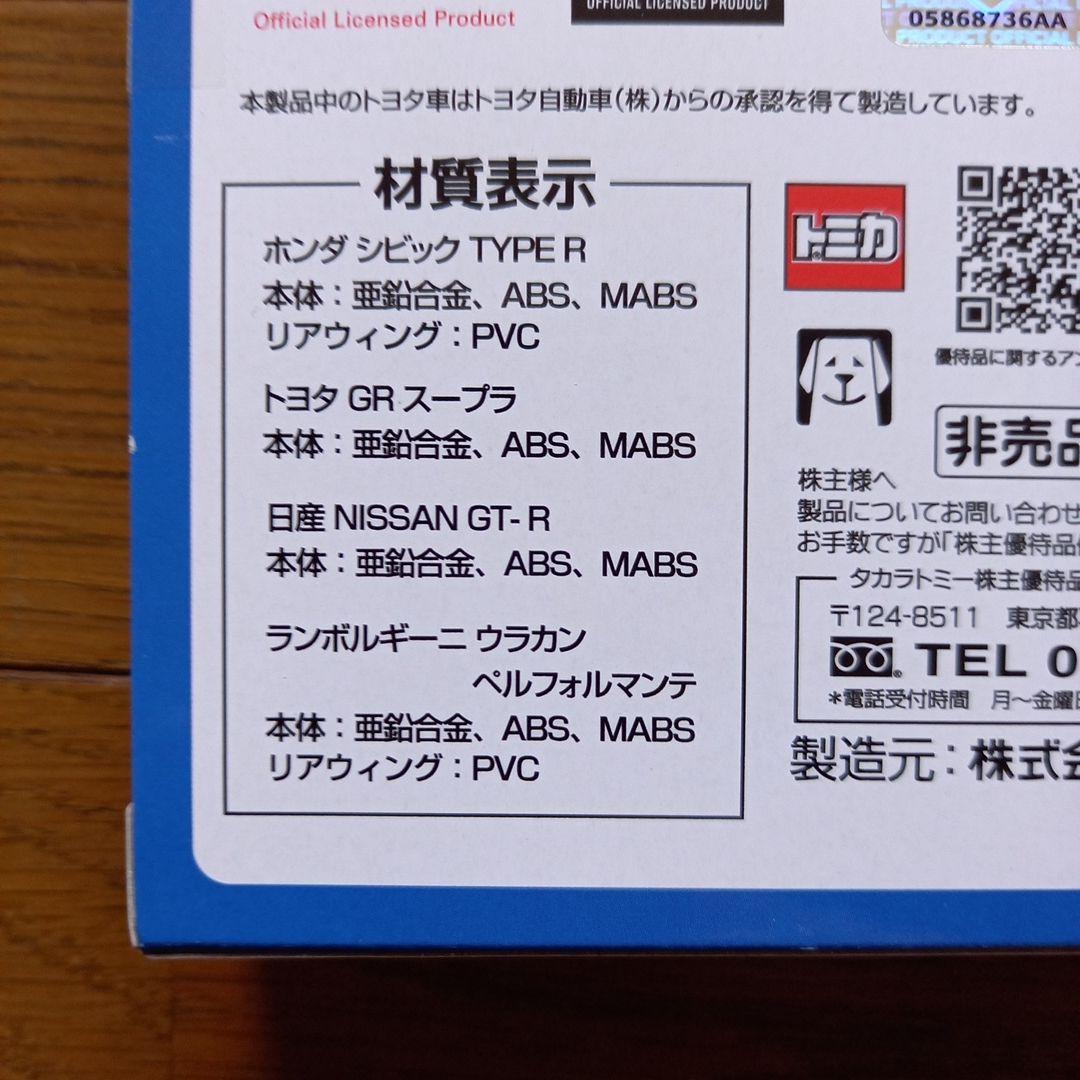 Official Licensed Product
OFFICIAL LICENSED PRODUCT
05868736AA
PRODUCT OFFICIAL
本製品中のトヨタ車はトヨタ自動車(株)からの承認を得て製造しています。
材質表示
ホンダ シビック TYPE R
本体：亜鉛合金、ABS、MABS
リアウィング：PVC
トヨタ GR スープラ
本体：亜鉛合金、ABS、MABS
日産 NISSAN GT-R
本体：亜鉛合金、ABS、MABS
ランボルギーニ ウラカン
ペルフォルマンテ
本体：亜鉛合金、ABS、MABS
リアウィング：PVC
トミカ®
優待品に関するアン
非売品
株主様へ
製品についてお問い合わせ
お手数ですが「株主優待品
タカラトミー株主優待品
〒124-8511 東京都
TEL 0
*電話受付時間 月〜金曜日
製造元：株式会